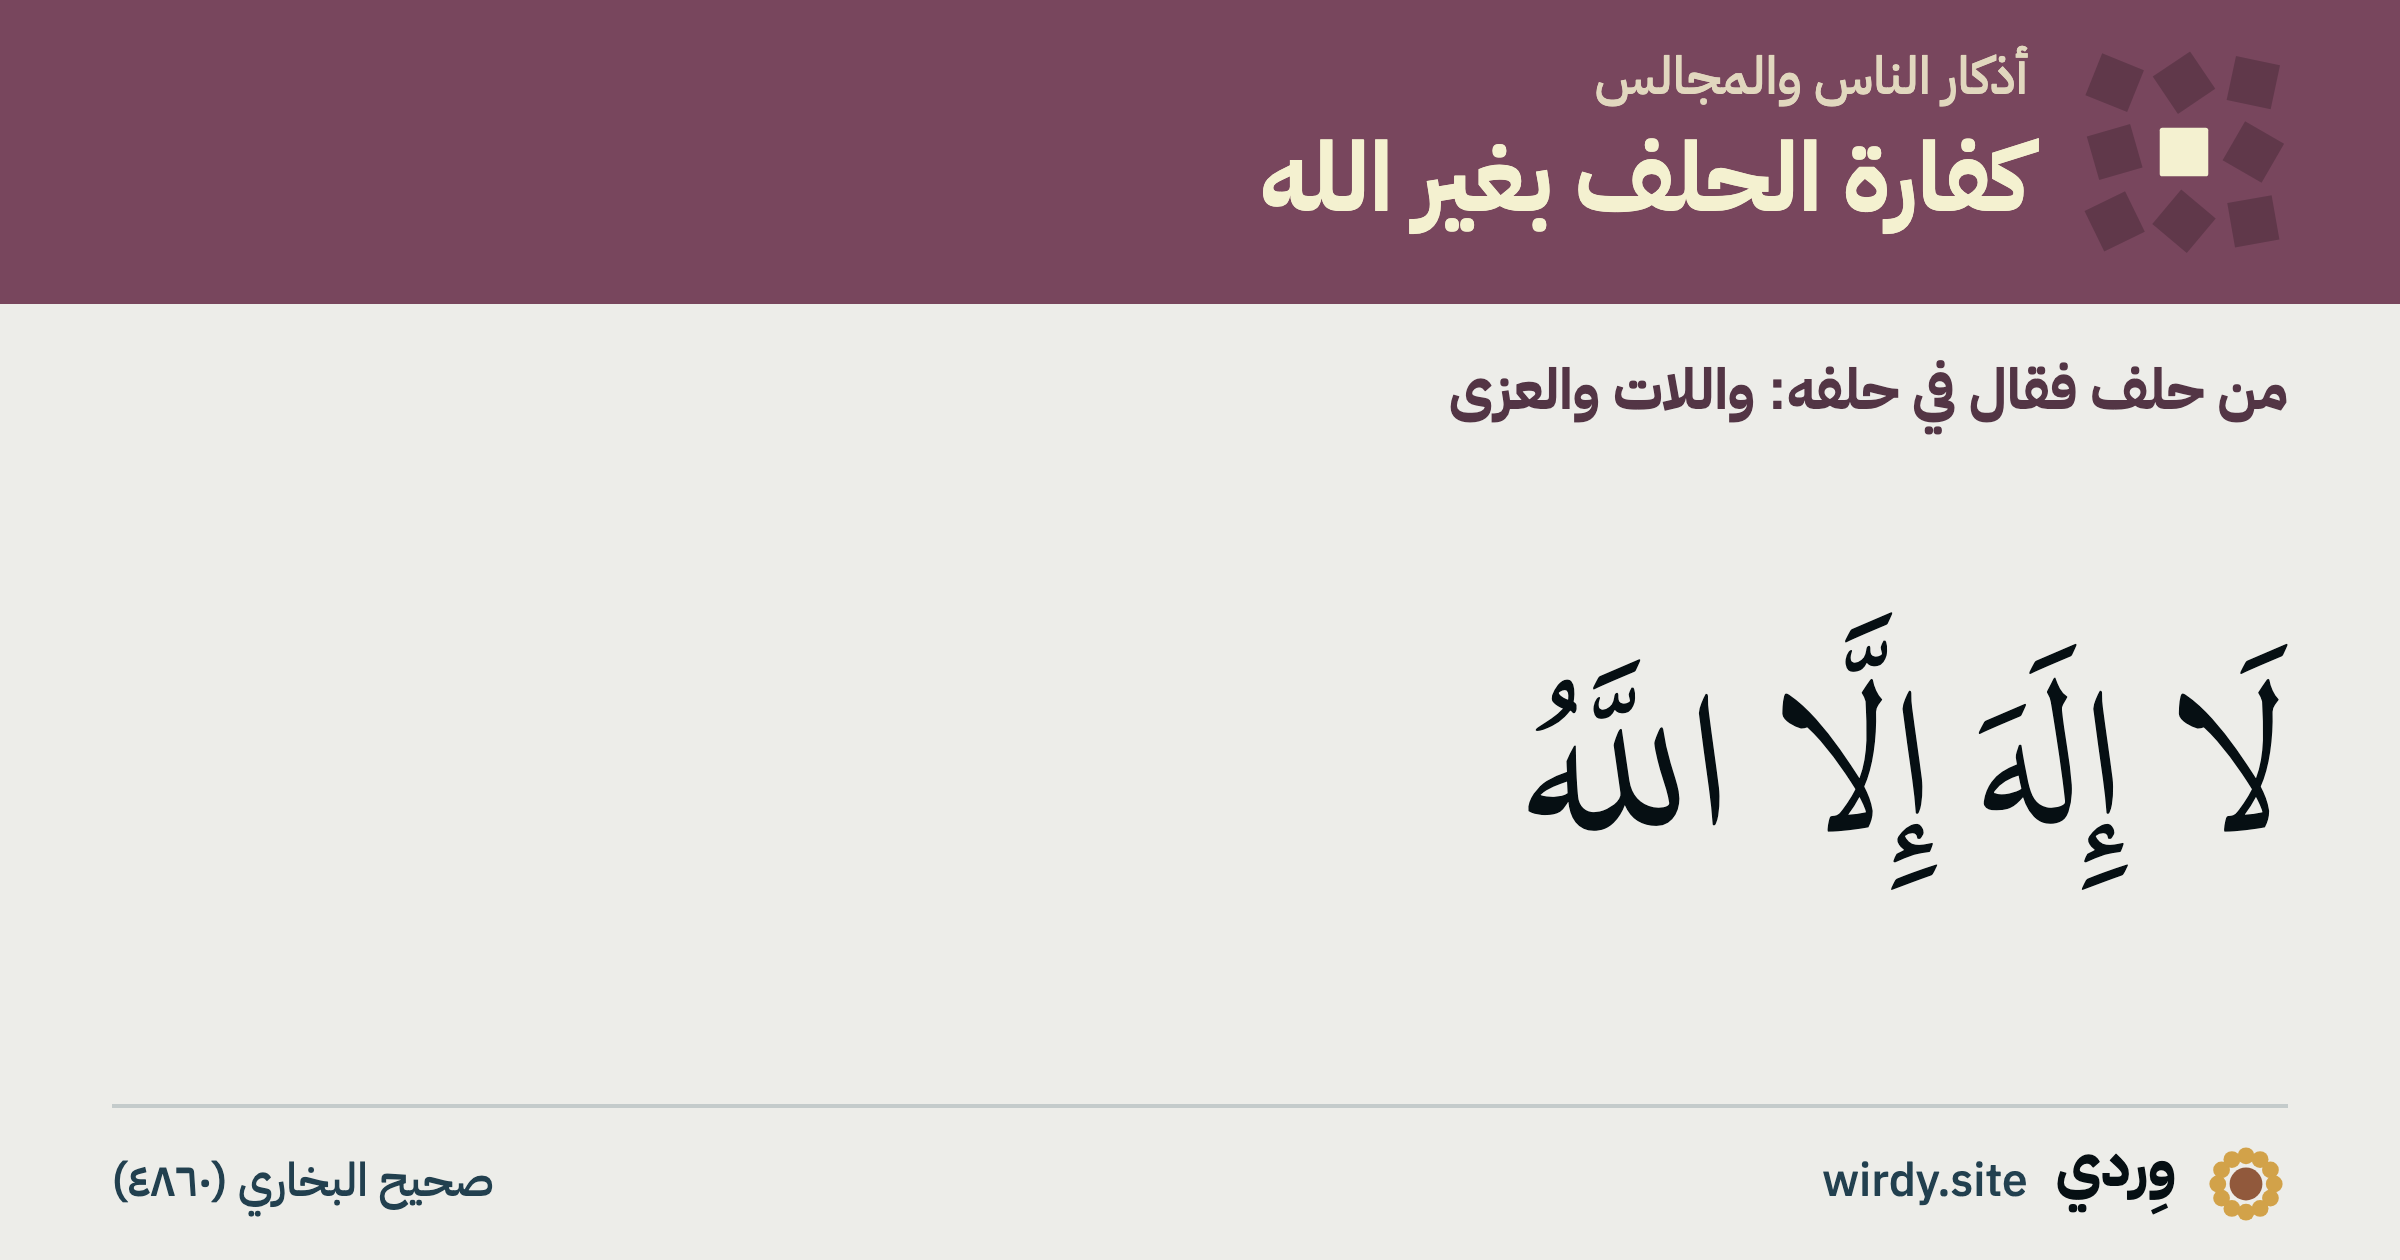 أذكار الناس والمجالس
كفارة الحلف بغير الله
من حلف فقال في حلفه: واللات والعزى
لَا إِلَهَ إِلَّا اللَّهُ
وِردي wirdy.site
صحيح البخاري (٤٨٦٠)